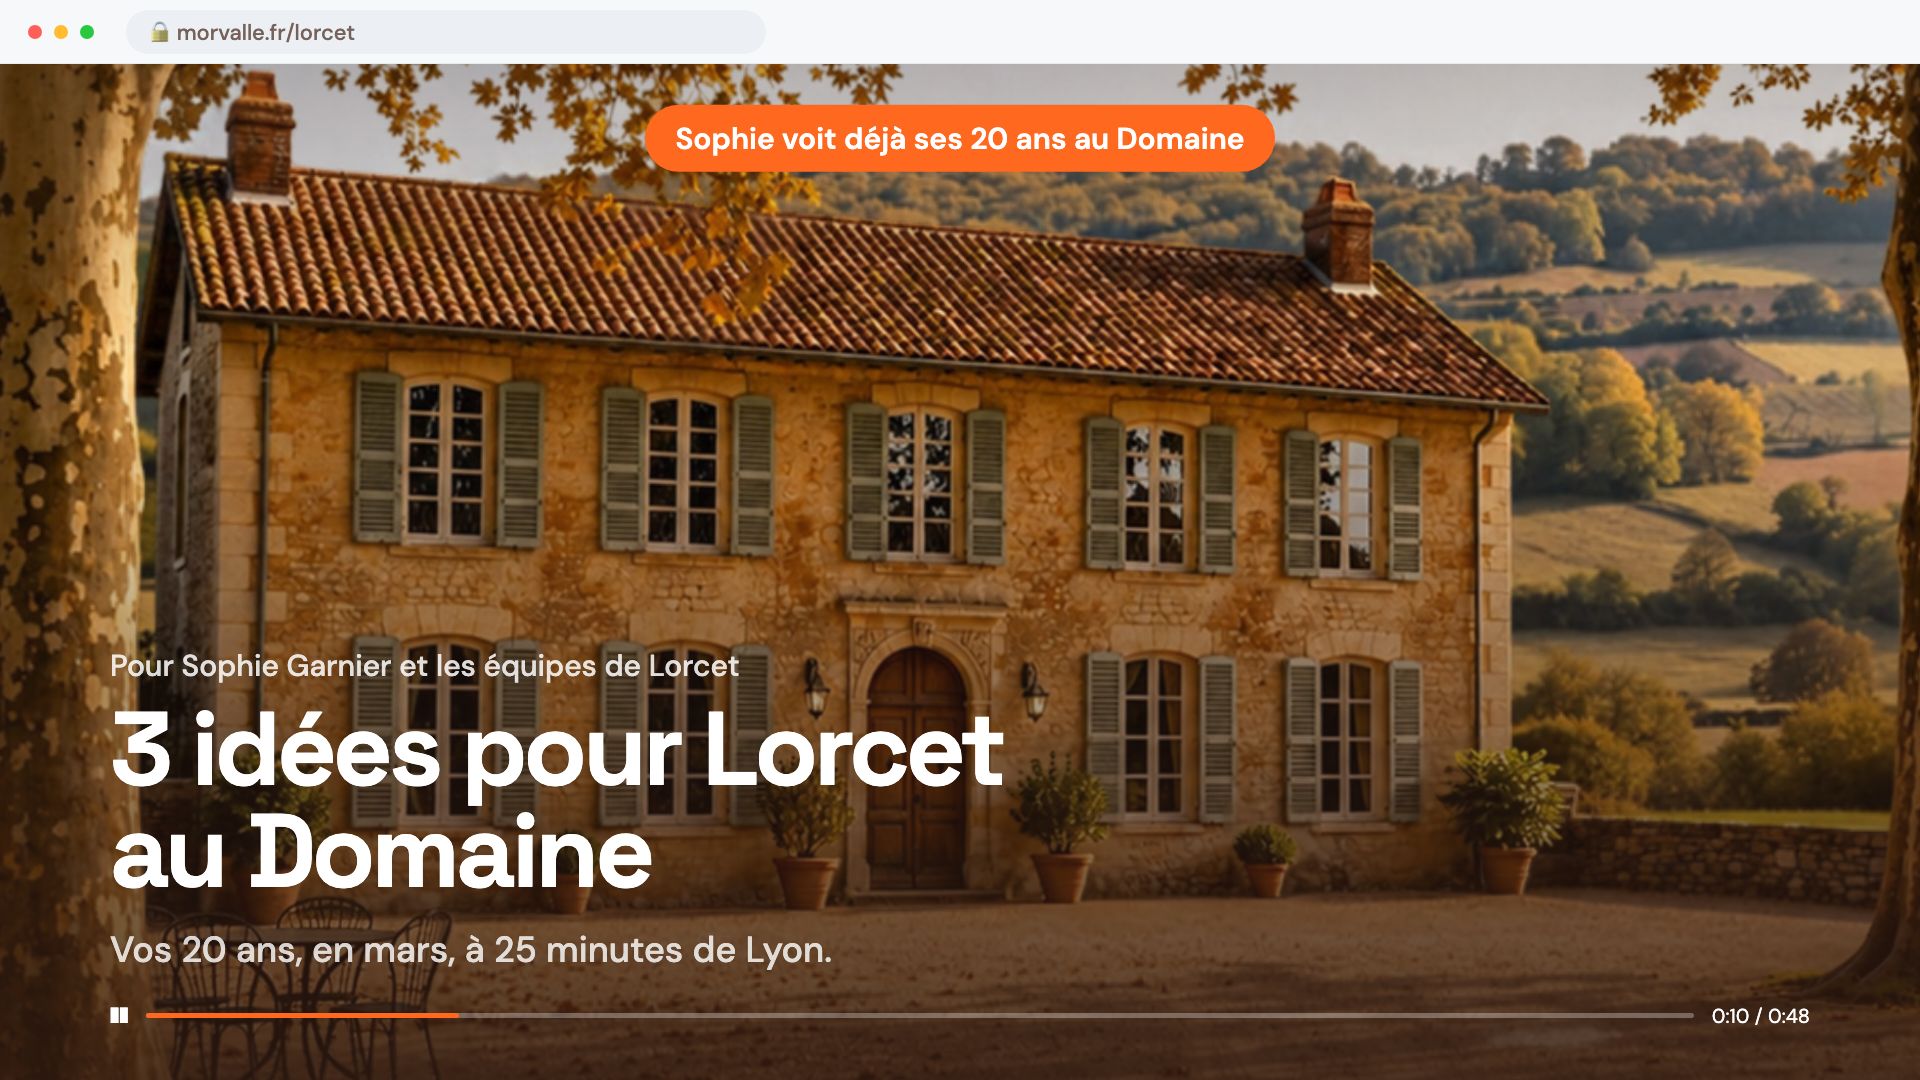 morvalle.fr/lorcet
Sophie voit déjà ses 20 ans au Domaine
Pour Sophie Garnier et les équipes de Lorcet
3 idées pour Lorcet
au Domaine
Vos 20 ans, en mars, à 25 minutes de Lyon.
0:10 / 0:48